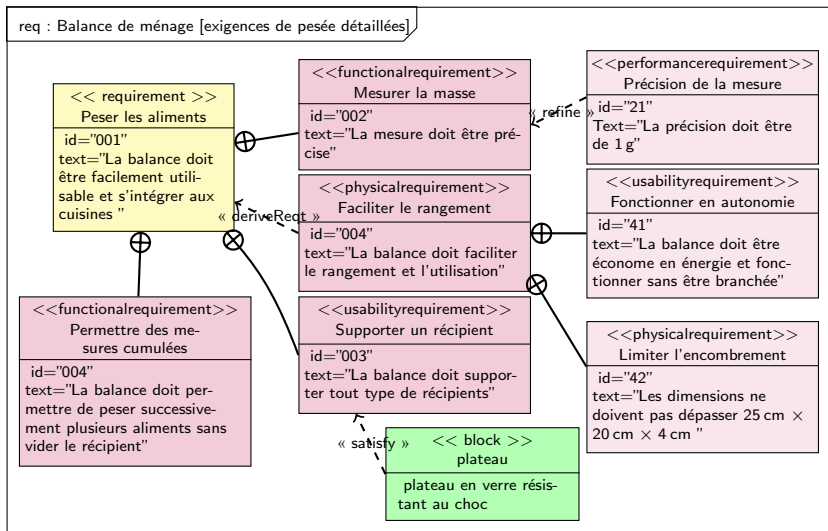 req : Balance de ménage [exigences de pesée détaillées]
<< requirement >>
Peser les aliments
id="001"
text="La balance doit
être facilement utili-
sable et s'intégrer aux
cuisines "
<<functionalrequirement>>
Mesurer la masse
id="002"
text="La mesure doit être pré-
cise"
<<performancerequirement>>
Précision de la mesure
id="21"
Text="La précision doit être
de 1 g"
« refine »
<<physicalrequirement>>
Faciliter le rangement
id="004"
text="La balance doit faciliter
le rangement et l'utilisation"
« deriveReqt »
<<usabilityrequirement>>
Fonctionner en autonomie
id="41"
text="La balance doit être
économe en énergie et fonc-
tionner sans être branchée"
<<functionalrequirement>>
Permettre des me-
sures cumulées
id="004"
text="La balance doit per-
mettre de peser successive-
ment plusieurs aliments sans
vider le récipient"
<<usabilityrequirement>>
Supporter un récipient
id="003"
text="La balance doit suppor-
ter tout type de récipients"
<<physicalrequirement>>
Limiter l'encombrement
id="42"
text="Les dimensions ne
doivent pas dépasser 25 cm ×
20 cm × 4 cm "
« satisfy »
<< block >>
plateau
plateau en verre résis-
tant au choc